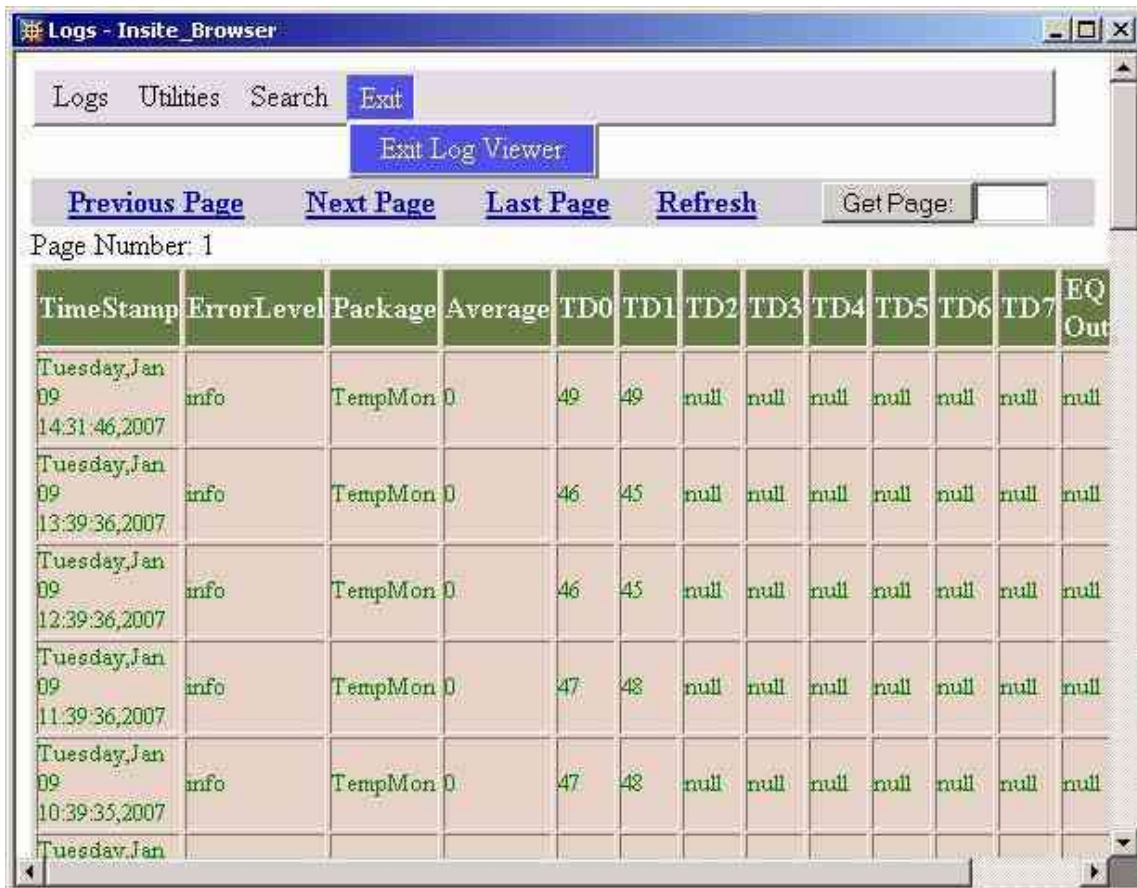 Logs - Insite_Browser
Logs Utilities Search Exit
Exit Log Viewer
Previous Page Next Page Last Page Refresh Get Page:
Page Number: 1
TimeStamp ErrorLevel Package Average TD0 TD1 TD2 TD3 TD4 TD5 TD6 TD7 EQ Out
Tuesday,Jan
09
14:31:46,2007
info TempMon 0 49 49 null null null null null null null
Tuesday,Jan
09
13:39:36,2007
info TempMon 0 46 45 null null null null null null null
Tuesday,Jan
09
12:39:36,2007
info TempMon 0 46 45 null null null null null null null
Tuesday,Jan
09
11:39:36,2007
info TempMon 0 47 48 null null null null null null null
Tuesday,Jan
09
10:39:35,2007
info TempMon 0 47 48 null null null null null null null
Tuesday,Jan